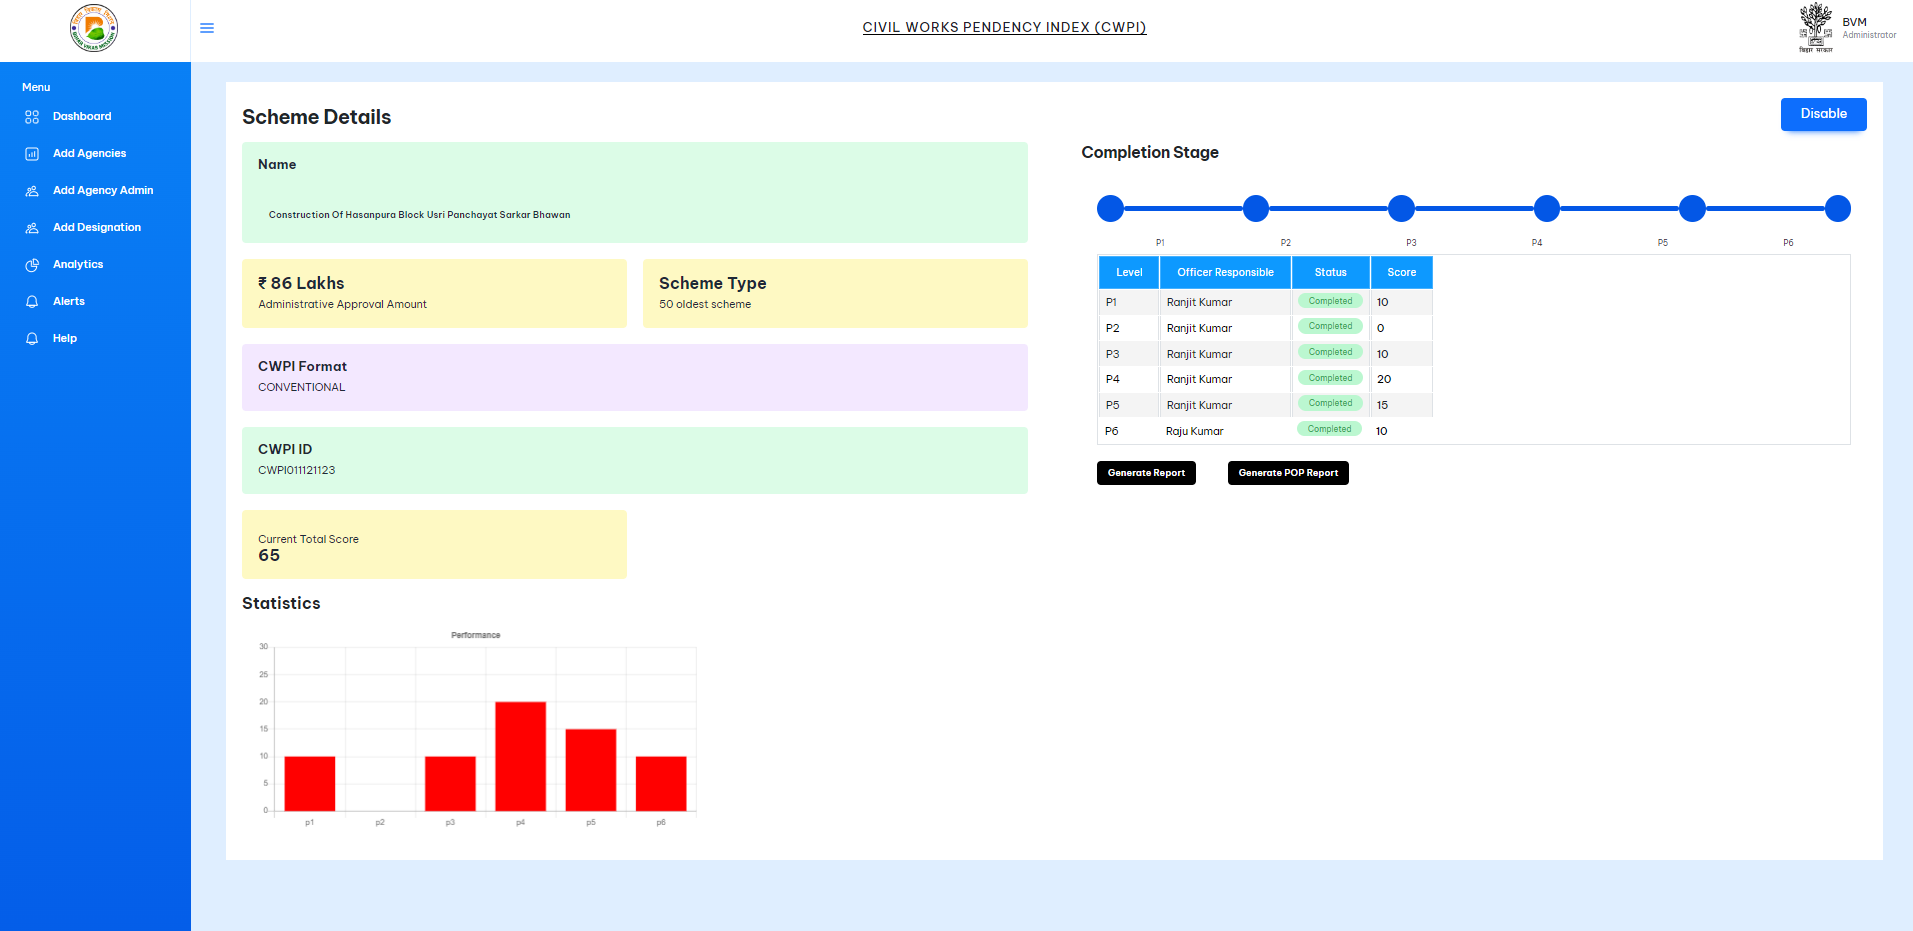 CIVIL WORKS PENDENCY INDEX (CWPI)
बिहार सरकार
BVM
Administrator
Menu
Dashboard
Add Agencies
Add Agency Admin
Add Designation
Analytics
Alerts
Help
Scheme Details
Disable
Name
Construction Of Hasanpura Block Usri Panchayat Sarkar Bhawan
₹ 86 Lakhs
Administrative Approval Amount
Scheme Type
50 oldest scheme
CWPI Format
CONVENTIONAL
CWPI ID
CWPI011121123
Current Total Score
65
Completion Stage
P1 P2 P3 P4 P5 P6
Level Officer Responsible Status Score
P1 Ranjit Kumar Completed 10
P2 Ranjit Kumar Completed 0
P3 Ranjit Kumar Completed 10
P4 Ranjit Kumar Completed 20
P5 Ranjit Kumar Completed 15
P6 Raju Kumar Completed 10
Generate Report Generate POP Report
Statistics
Performance
30
25
20
15
10
5
0
p1 p2 p3 p4 p5 p6